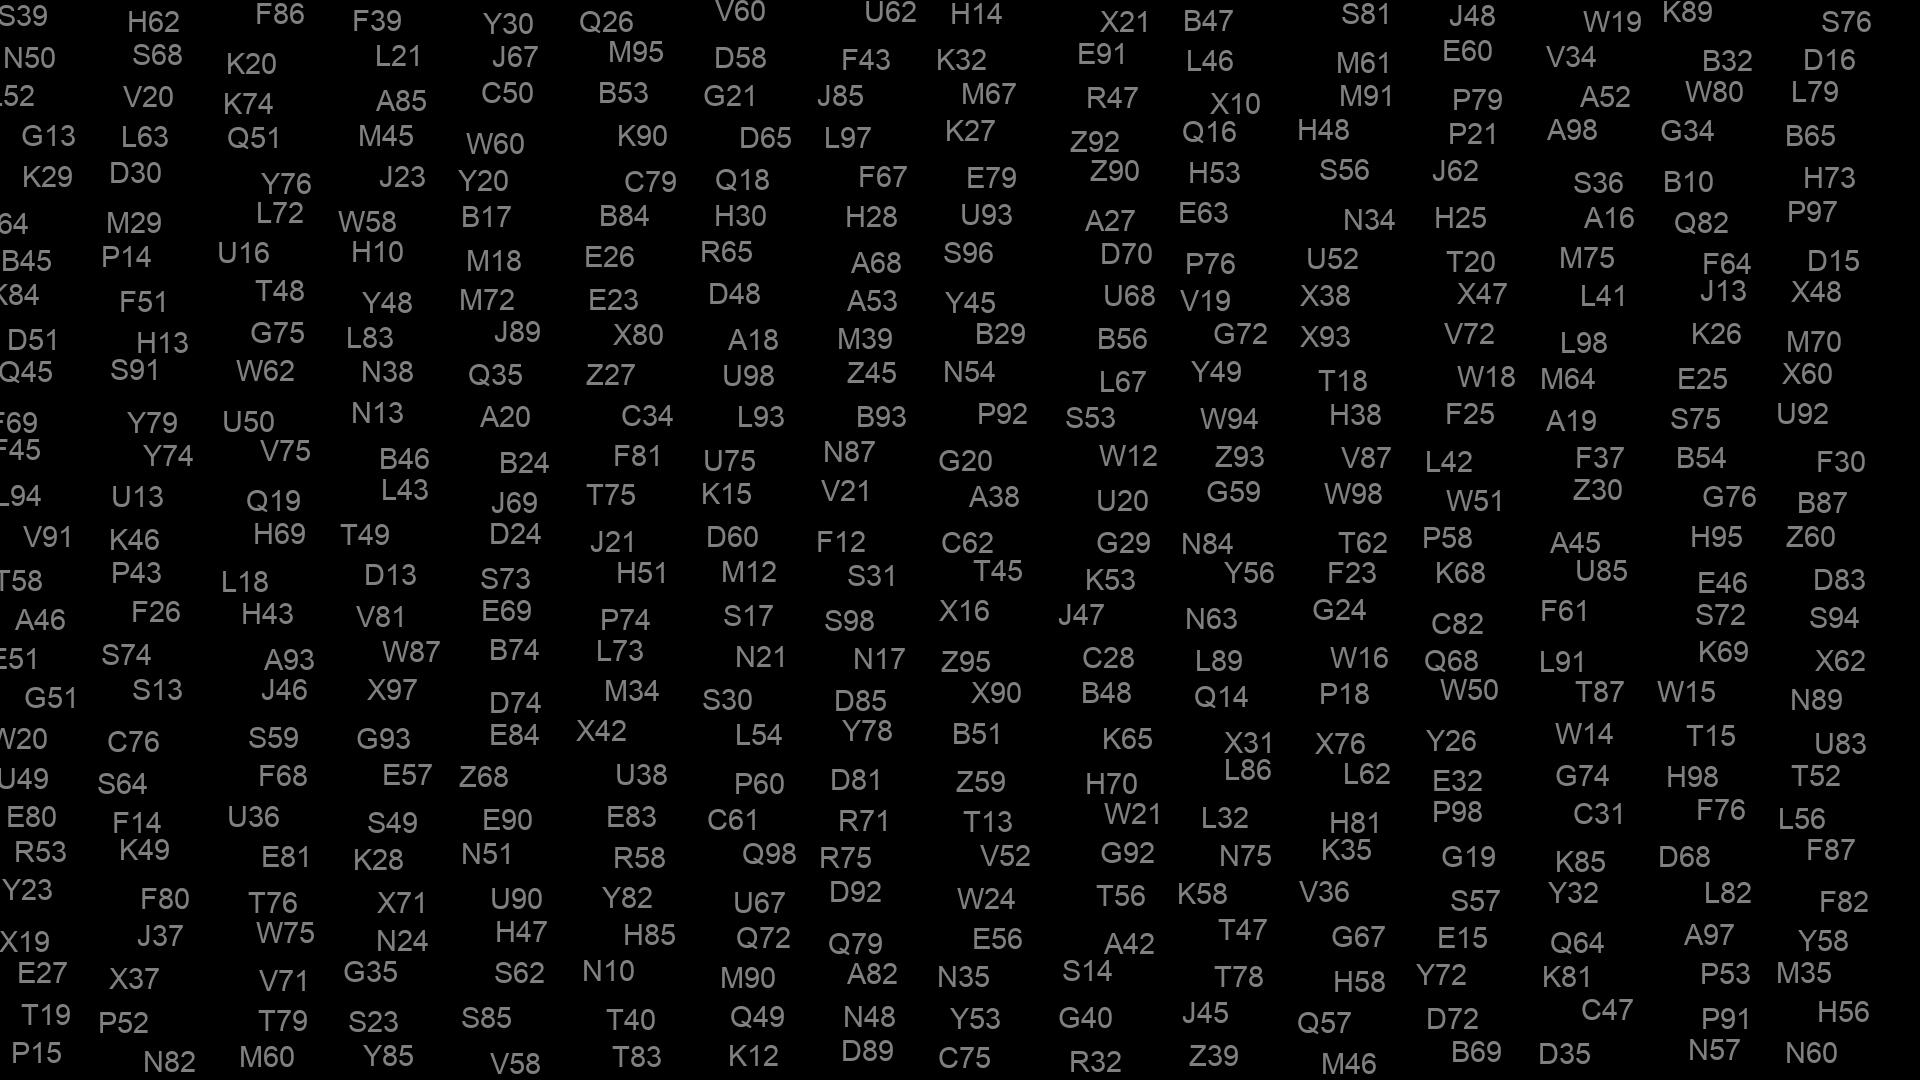 S39 H62 F86 F39 Y30 Q26 V60 U62 H14 X21 B47 S81 J48 W19 K89 S76
N50 S68 K20 L21 J67 M95 D58 F43 K32 E91 L46 M61 E60 V34 B32 D16
L52 V20 K74 A85 C50 B53 G21 J85 M67 R47 X10 M91 P79 A52 W80 L79
G13 L63 Q51 M45 W60 K90 D65 L97 K27 Z92 Q16 H48 P21 A98 G34 B65
K29 D30 Y76 J23 Y20 C79 Q18 F67 E79 Z90 H53 S56 J62 S36 B10 H73
64 M29 L72 W58 B17 B84 H30 H28 U93 A27 E63 N34 H25 A16 Q82 P97
B45 P14 U16 H10 M18 E26 R65 A68 S96 D70 P76 U52 T20 M75 F64 D15
K84 F51 T48 Y48 M72 E23 D48 A53 Y45 U68 V19 X38 X47 L41 J13 X48
D51 H13 G75 L83 J89 X80 A18 M39 B29 B56 G72 X93 V72 L98 K26 M70
Q45 S91 W62 N38 Q35 Z27 U98 Z45 N54 L67 Y49 T18 W18 M64 E25 X60
F69 Y79 U50 N13 A20 C34 L93 B93 P92 S53 W94 H38 F25 A19 S75 U92
F45 Y74 V75 B46 B24 F81 U75 N87 G20 W12 Z93 V87 L42 F37 B54 F30
L94 U13 Q19 L43 J69 T75 K15 V21 A38 U20 G59 W98 W51 Z30 G76 B87
V91 K46 H69 T49 D24 J21 D60 F12 C62 G29 N84 T62 P58 A45 H95 Z60
T58 P43 L18 D13 S73 H51 M12 S31 T45 K53 Y56 F23 K68 U85 E46 D83
A46 F26 H43 V81 E69 P74 S17 S98 X16 J47 N63 G24 C82 F61 S72 S94
E51 S74 A93 W87 B74 L73 N21 N17 Z95 C28 L89 W16 Q68 L91 K69 X62
G51 S13 J46 X97 D74 M34 S30 D85 X90 B48 Q14 P18 W50 T87 W15 N89
W20 C76 S59 G93 E84 X42 L54 Y78 B51 K65 X31 X76 Y26 W14 T15 U83
U49 S64 F68 E57 Z68 U38 P60 D81 Z59 H70 L86 L62 E32 G74 H98 T52
E80 F14 U36 S49 E90 E83 C61 R71 T13 W21 L32 H81 P98 C31 F76 L56
R53 K49 E81 K28 N51 R58 Q98 R75 V52 G92 N75 K35 G19 K85 D68 F87
Y23 F80 T76 X71 U90 Y82 U67 D92 W24 T56 K58 V36 S57 Y32 L82 F82
X19 J37 W75 N24 H47 H85 Q72 Q79 E56 A42 T47 G67 E15 Q64 A97 Y58
E27 X37 V71 G35 S62 N10 M90 A82 N35 S14 T78 H58 Y72 K81 P53 M35
T19 P52 T79 S23 S85 T40 Q49 N48 Y53 G40 J45 Q57 D72 C47 P91 H56
P15 N82 M60 Y85 V58 T83 K12 D89 C75 R32 Z39 M46 B69 D35 N57 N60